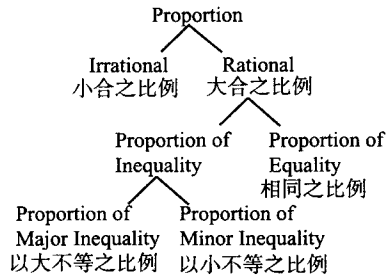 Proportion
Irrational
小合之比例
Rational
大合之比例
Proportion of
Inequality
Proportion of
Equality
相同之比例
Proportion of
Major Inequality
以大不等之比例
Proportion of
Minor Inequality
以小不等之比例